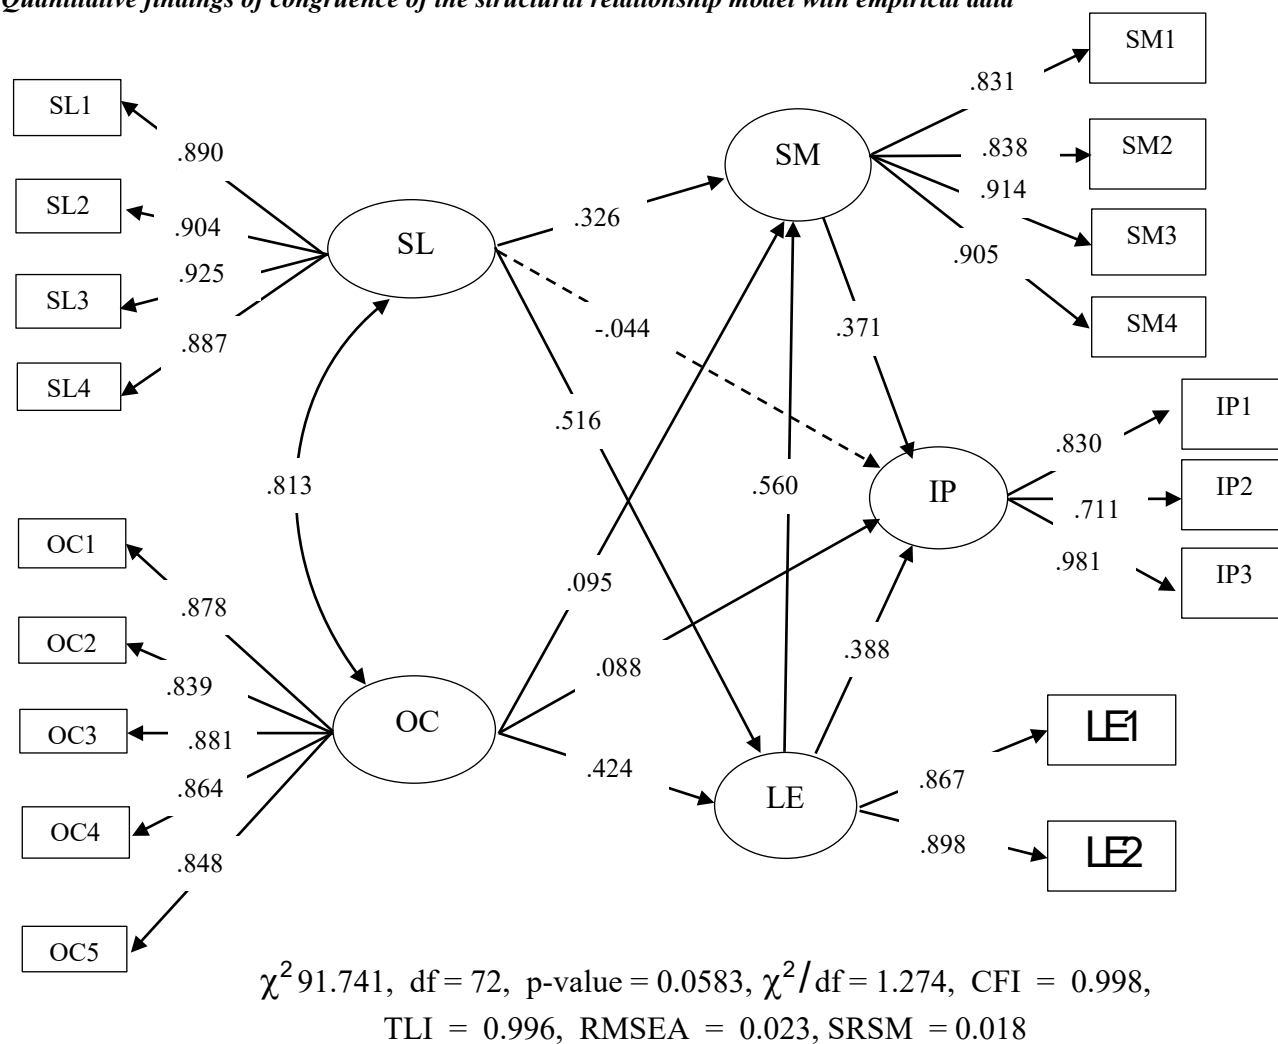 Quantitative findings of congruence of the structural relationship model with empirical data
SM1
.831
SL1
SM
.838
SM2
.890
.914
SL2
.904
.326
SL
.905
SM3
.925
SL3
-.044
.371
SM4
.887
SL4
.516
IP1
.830
.813
.560
IP
IP2
.711
OC1
.981
IP3
.095
.878
OC2
.088
.388
.839
OC
LE1
OC3
.881
.424
.867
.864
LE
OC4
.898
LE2
.848
OC5
χ² 91.741, df = 72, p-value = 0.0583, χ²/df = 1.274, CFI = 0.998,
TLI = 0.996, RMSEA = 0.023, SRSM = 0.018